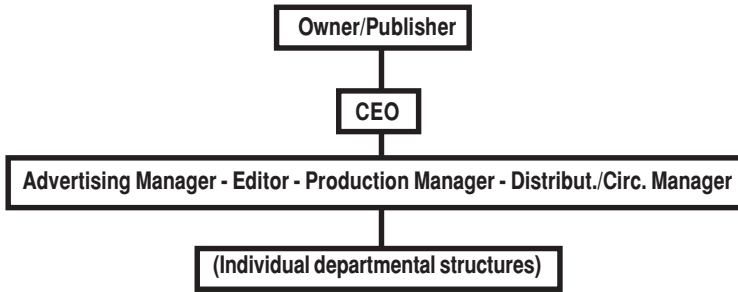 Owner/Publisher
CEO
Advertising Manager - Editor - Production Manager - Distribut./Circ. Manager
(Individual departmental structures)